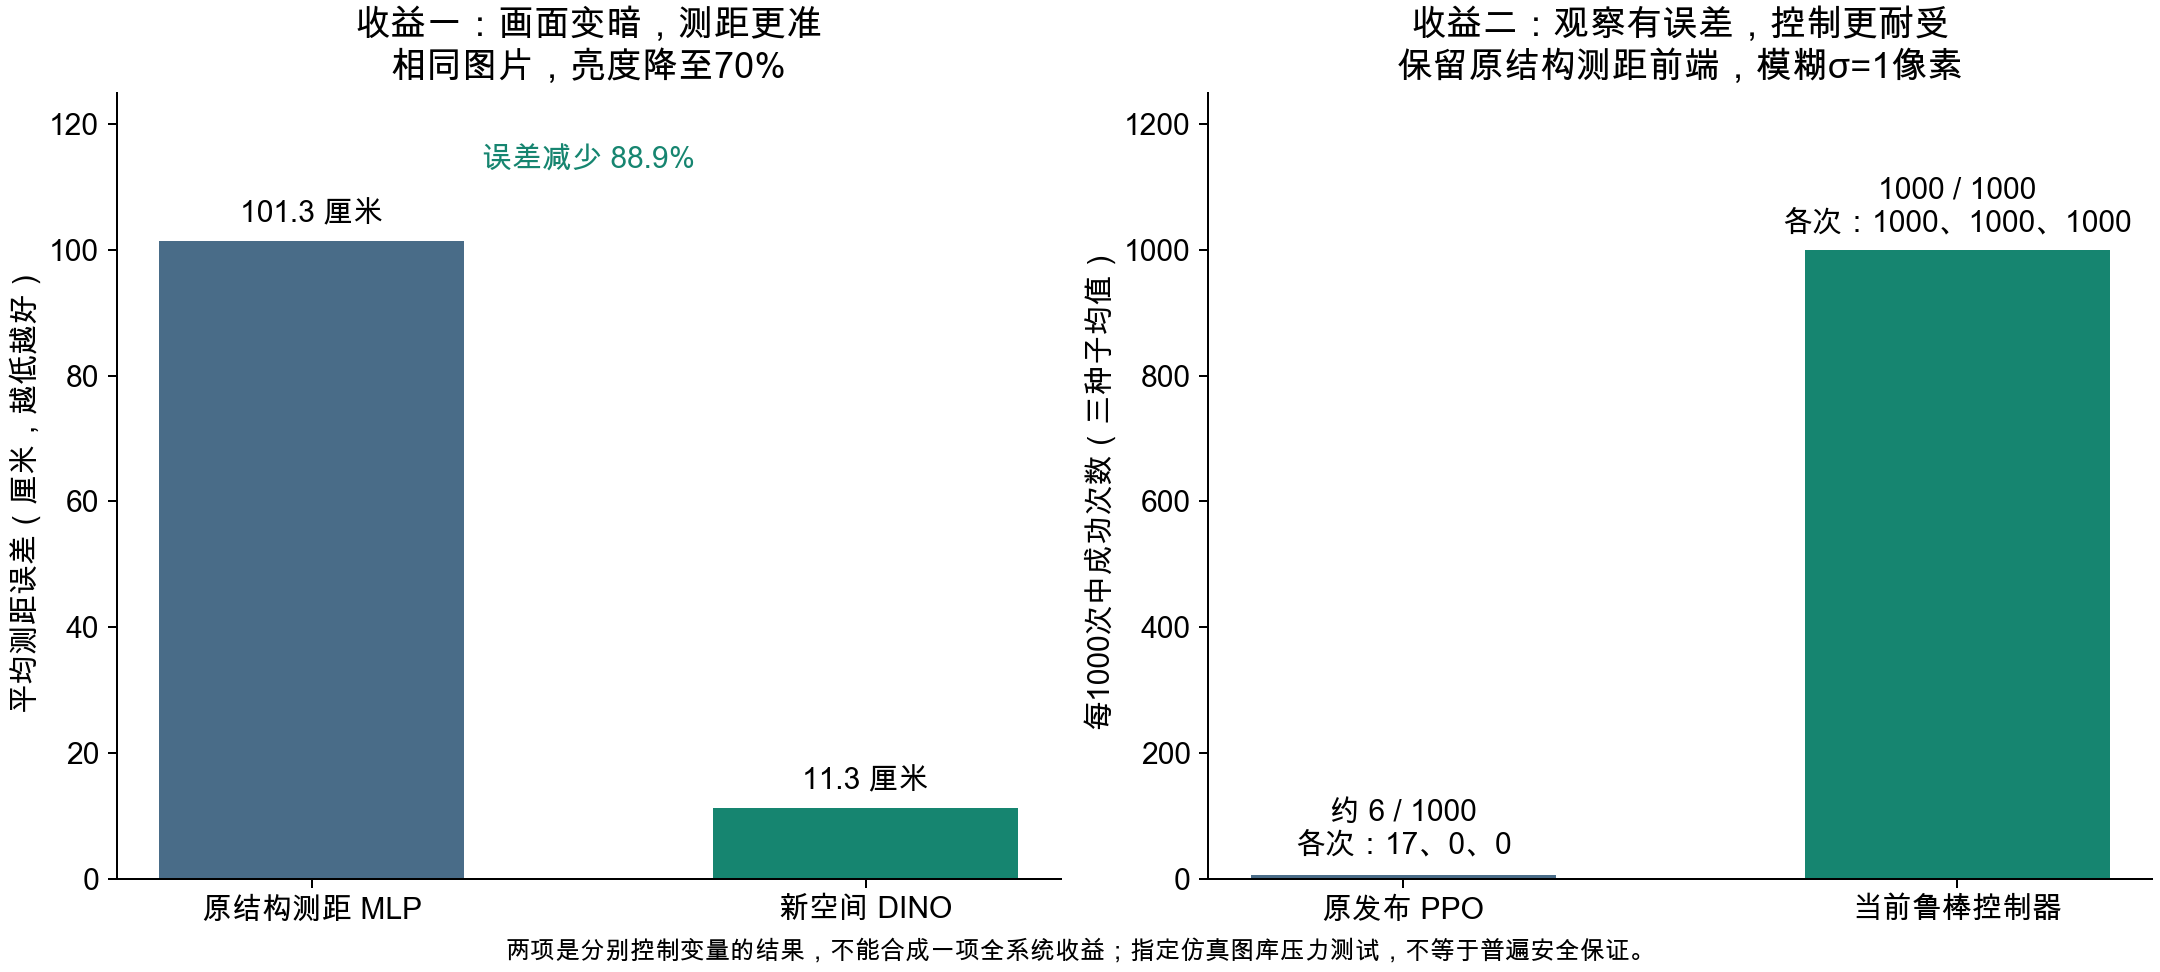 收益一：画面变暗，测距更准
相同图片，亮度降至70%
误差减少 88.9%
平均测距误差（厘米，越低越好）
120
100
80
60
40
20
0
101.3 厘米
11.3 厘米
原结构测距 MLP
新空间 DINO
收益二：观察有误差，控制更耐受
保留原结构测距前端，模糊σ=1像素
每1000次中成功次数（三种子均值）
1200
1000
800
600
400
200
0
约 6 / 1000
各次：17、0、0
1000 / 1000
各次：1000、1000、1000
原发布 PPO
当前鲁棒控制器
两项是分别控制变量的结果，不能合成一项全系统收益；指定仿真图库压力测试，不等于普遍安全保证。